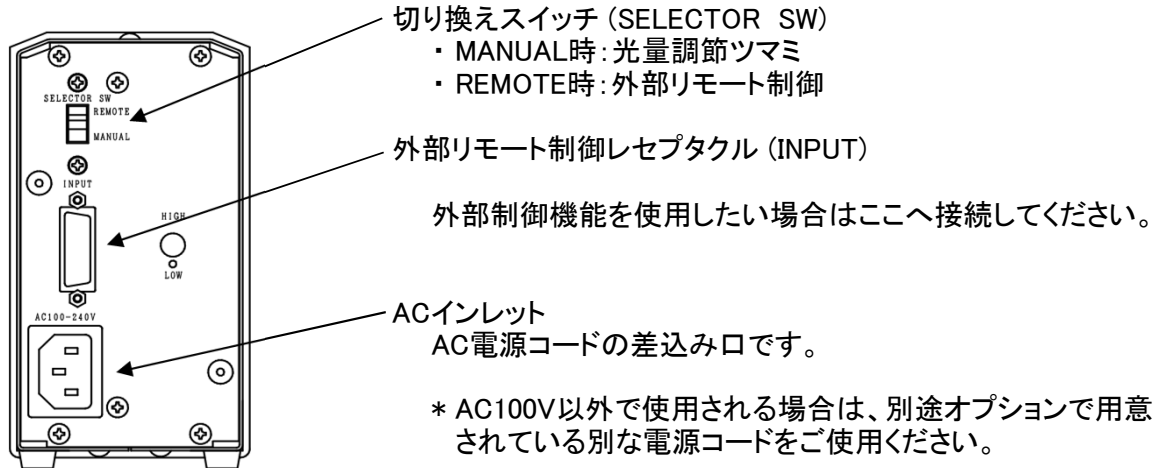 切り換えスイッチ (SELECTOR SW)
・ MANUAL時：光量調節ツマミ
・ REMOTE時：外部リモート制御
SELECTOR SW
REMOTE
MANUAL
外部リモート制御レセプタクル (INPUT)
INPUT
外部制御機能を使用したい場合はここへ接続してください。
HIGH
LOW
AC100-240V
ACインレット
AC電源コードの差込み口です。
* AC100V以外で使用される場合は、別途オプションで用意
されている別な電源コードをご使用ください。